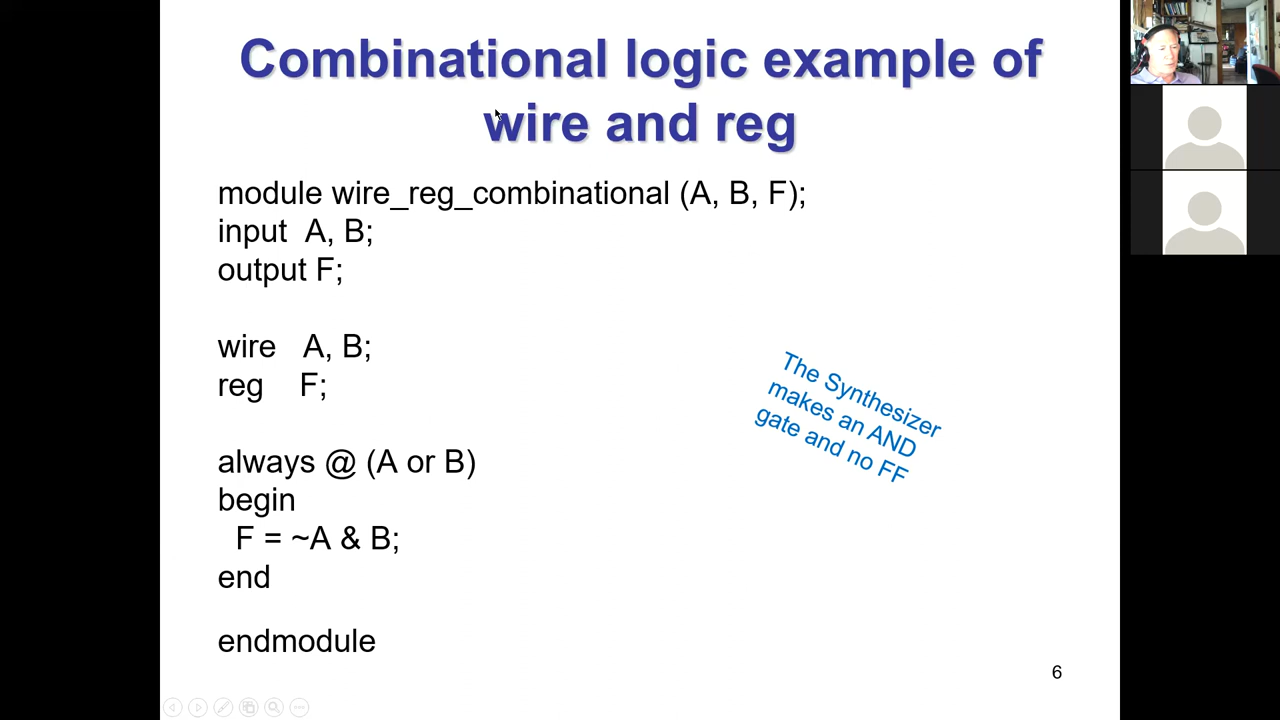 Combinational logic example of
wire and reg
module wire_reg_combinational (A, B, F);
input  A, B;
output F;
wire   A, B;
reg    F;
The Synthesizer
makes an AND
gate and no FF
always @ (A or B)
begin
  F = ~A & B;
end
endmodule
6